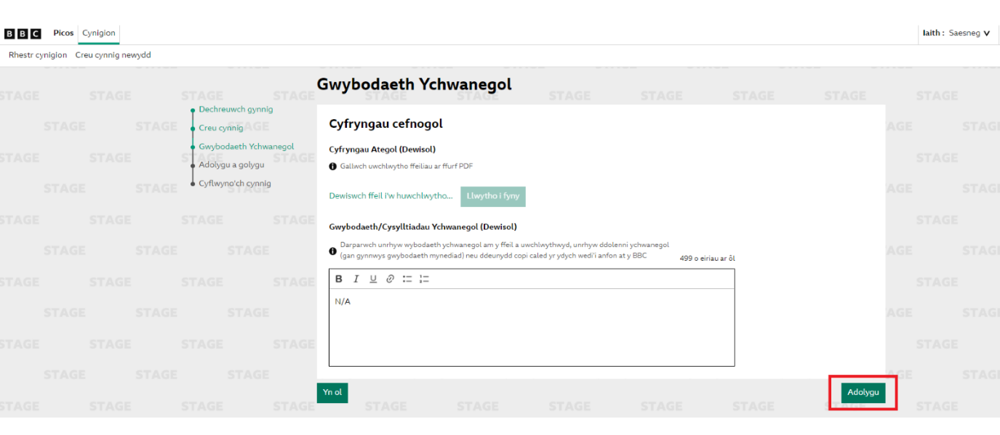 BBC Picos Cynigion Iaith : Saesneg
Rhestr cynigion Creu cynnig newydd
Gwybodaeth Ychwanegol
Dechreuwch gynnig
Creu cynnig
Gwybodaeth Ychwanegol
Adolygu a golygu
Cyflwyno'ch cynnig
Cyfryngau cefnogol
Cyfryngau Ategol (Dewisol)
Gallwch uwchlwytho ffeiliau ar ffurf PDF
Dewiswch ffeil i'w huwchlwytho... Llwytho I fyny
Gwybodaeth/Cysylltiadau Ychwanegol (Dewisol)
Darparwch unrhyw wybodaeth ychwanegol am y ffeil a uwchlwythwyd, unrhyw ddolenni ychwanegol
(gan gynnwys gwybodaeth mynediad) neu ddeunydd copi caled yr ydych wedi'i anfon at y BBC
499 o eiriau ar ôl
B I U
N/A
Yn ol Adolygu
STAGE